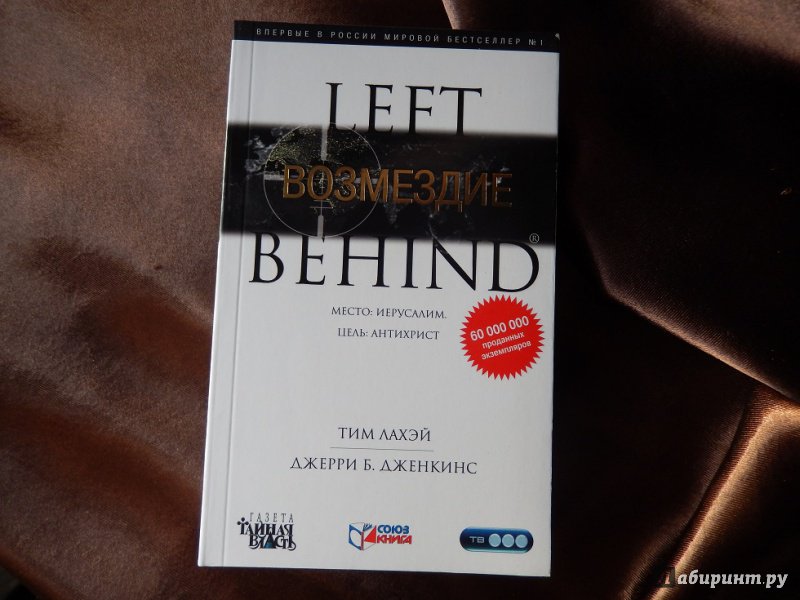 ВПЕРВЫЕ В РОССИИ МИРОВОЙ БЕСТСЕЛЛЕР №1
LEFT
ВОЗМЕЗДИЕ
BEHIND®
МЕСТО: ИЕРУСАЛИМ.
ЦЕЛЬ: АНТИХРИСТ
60 000 000
проданных
экземпляров
ТИМ ЛАХЭЙ
ДЖЕРРИ Б. ДЖЕНКИНС
ГАЗЕТА
ТАЙНАЯ
ВЛАСТЬ
СОЮЗ
КНИГА
ТВ
Лабиринт.ру